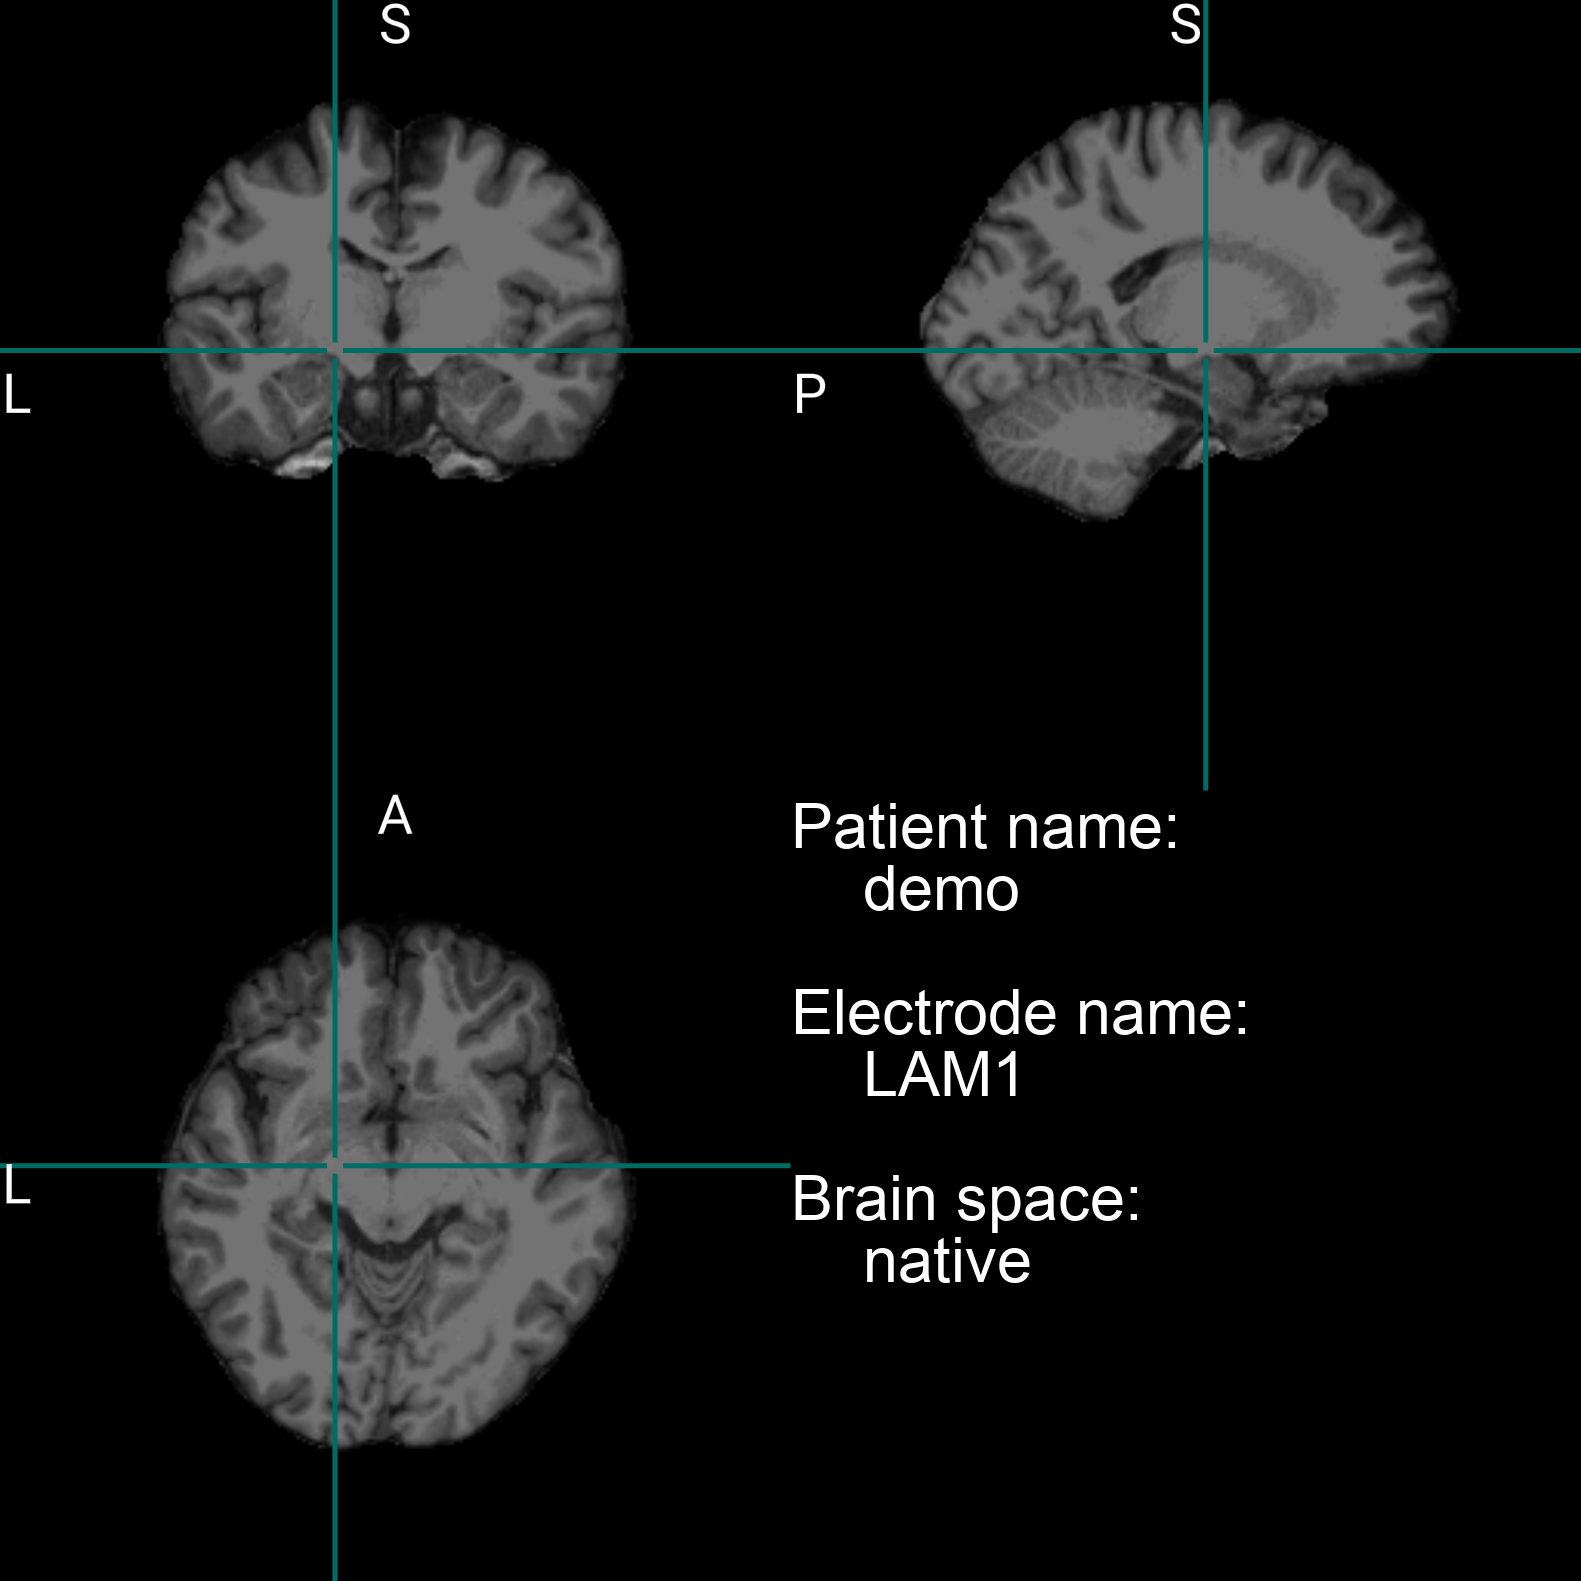 S
S
L
P
A
Patient name:
demo
Electrode name:
LAM1
L
Brain space:
native